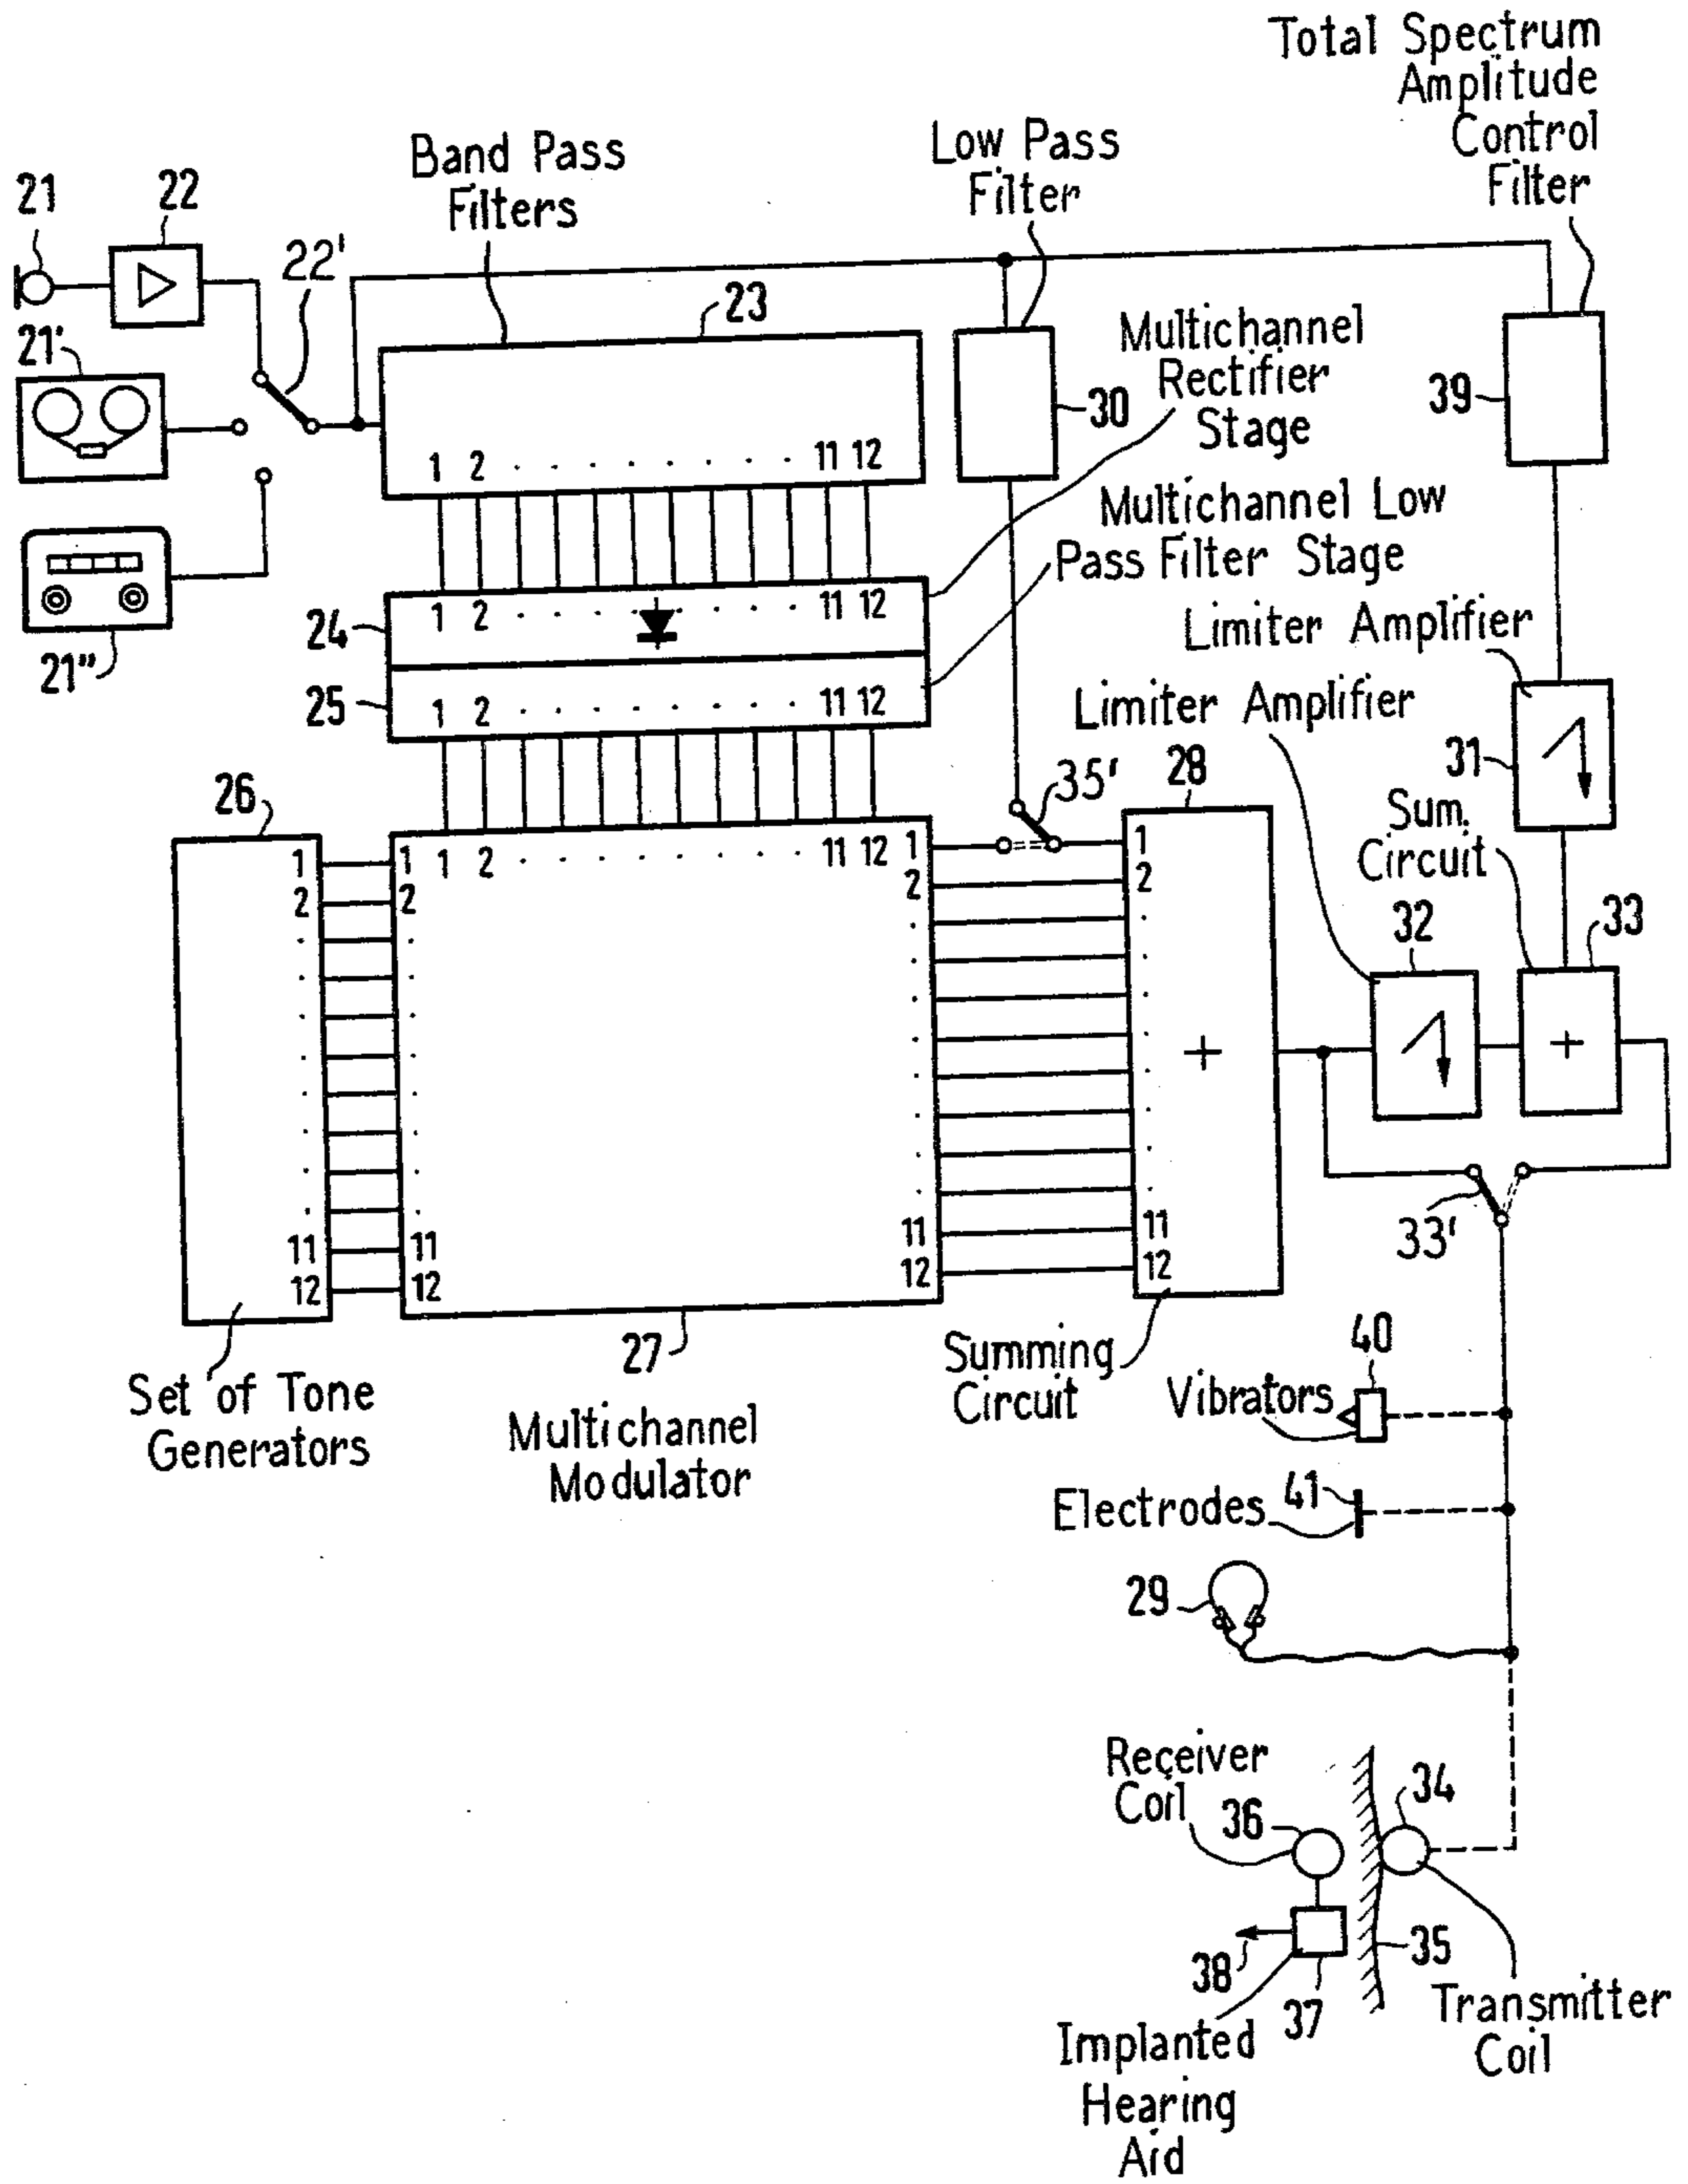 Total Spectrum
Amplitude
Control
Filter
Band Pass
Filters
Low Pass
Filter
21
22
22'
23
Multichannel
Rectifier
Stage
21'
30
39
1 2 . . . . . . . . 11 12
Multichannel Low
Pass Filter Stage
24
1 2 . . . . . . . . 11 12
Limiter Amplifier
21"
25
1 2 . . . . . . . . 11 12
Limiter Amplifier
31
26
35'
28
Sum.
Circuit
1
1
1 2 . . . . . . . . 11 12
1
1
2
2
2
2
33
32
+
+
11
11
11
11
12
12
12
12
33'
27
Set of Tone
Generators
Multichannel
Modulator
Summing
Circuit
40
Vibrators
Electrodes
41
29
Receiver
Coil
36
34
38
37
35
Transmitter
Coil
Implanted
Hearing
Aid